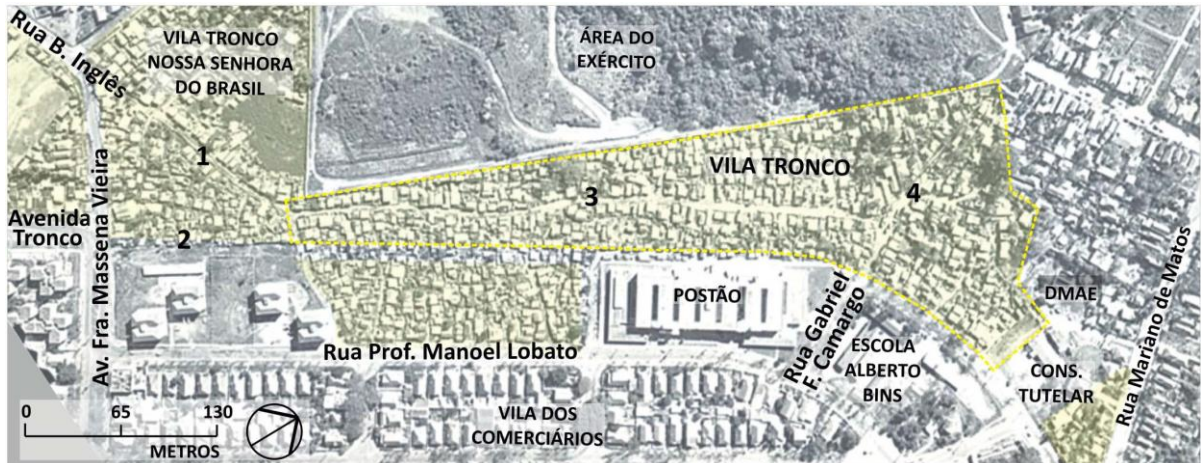 Rua B. Inglês
VILA TRONCO
NOSSA SENHORA
DO BRASIL
ÁREA DO
EXÉRCITO
1
VILA TRONCO
3
4
Avenida
Tronco
2
Av. Fra. Massena Vieira
POSTÃO
Rua Gabriel
F. Camargo
DMAE
Rua Mariano de Matos
Rua Prof. Manoel Lobato
ESCOLA
ALBERTO
BINS
CONS.
TUTELAR
0 65 130
METROS
VILA DOS
COMERCIÁRIOS